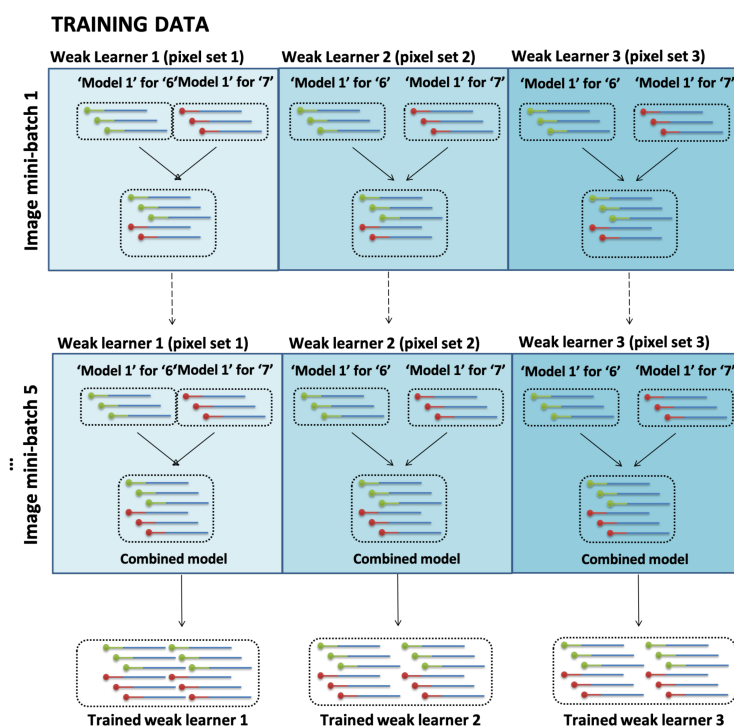 TRAINING DATA
Weak Learner 1 (pixel set 1)
Weak Learner 2 (pixel set 2)
Weak Learner 3 (pixel set 3)
Image mini-batch 1
‘Model 1’ for ‘6’
‘Model 1’ for ‘7’
‘Model 1’ for ‘6’
‘Model 1’ for ‘7’
‘Model 1’ for ‘6’
‘Model 1’ for ‘7’
Weak learner 1 (pixel set 1)
Weak learner 2 (pixel set 2)
Weak learner 3 (pixel set 3)
...
Image mini-batch 5
‘Model 1’ for ‘6’
‘Model 1’ for ‘7’
‘Model 1’ for ‘6’
‘Model 1’ for ‘7’
‘Model 1’ for ‘6’
‘Model 1’ for ‘7’
Combined model
Combined model
Combined model
Trained weak learner 1
Trained weak learner 2
Trained weak learner 3